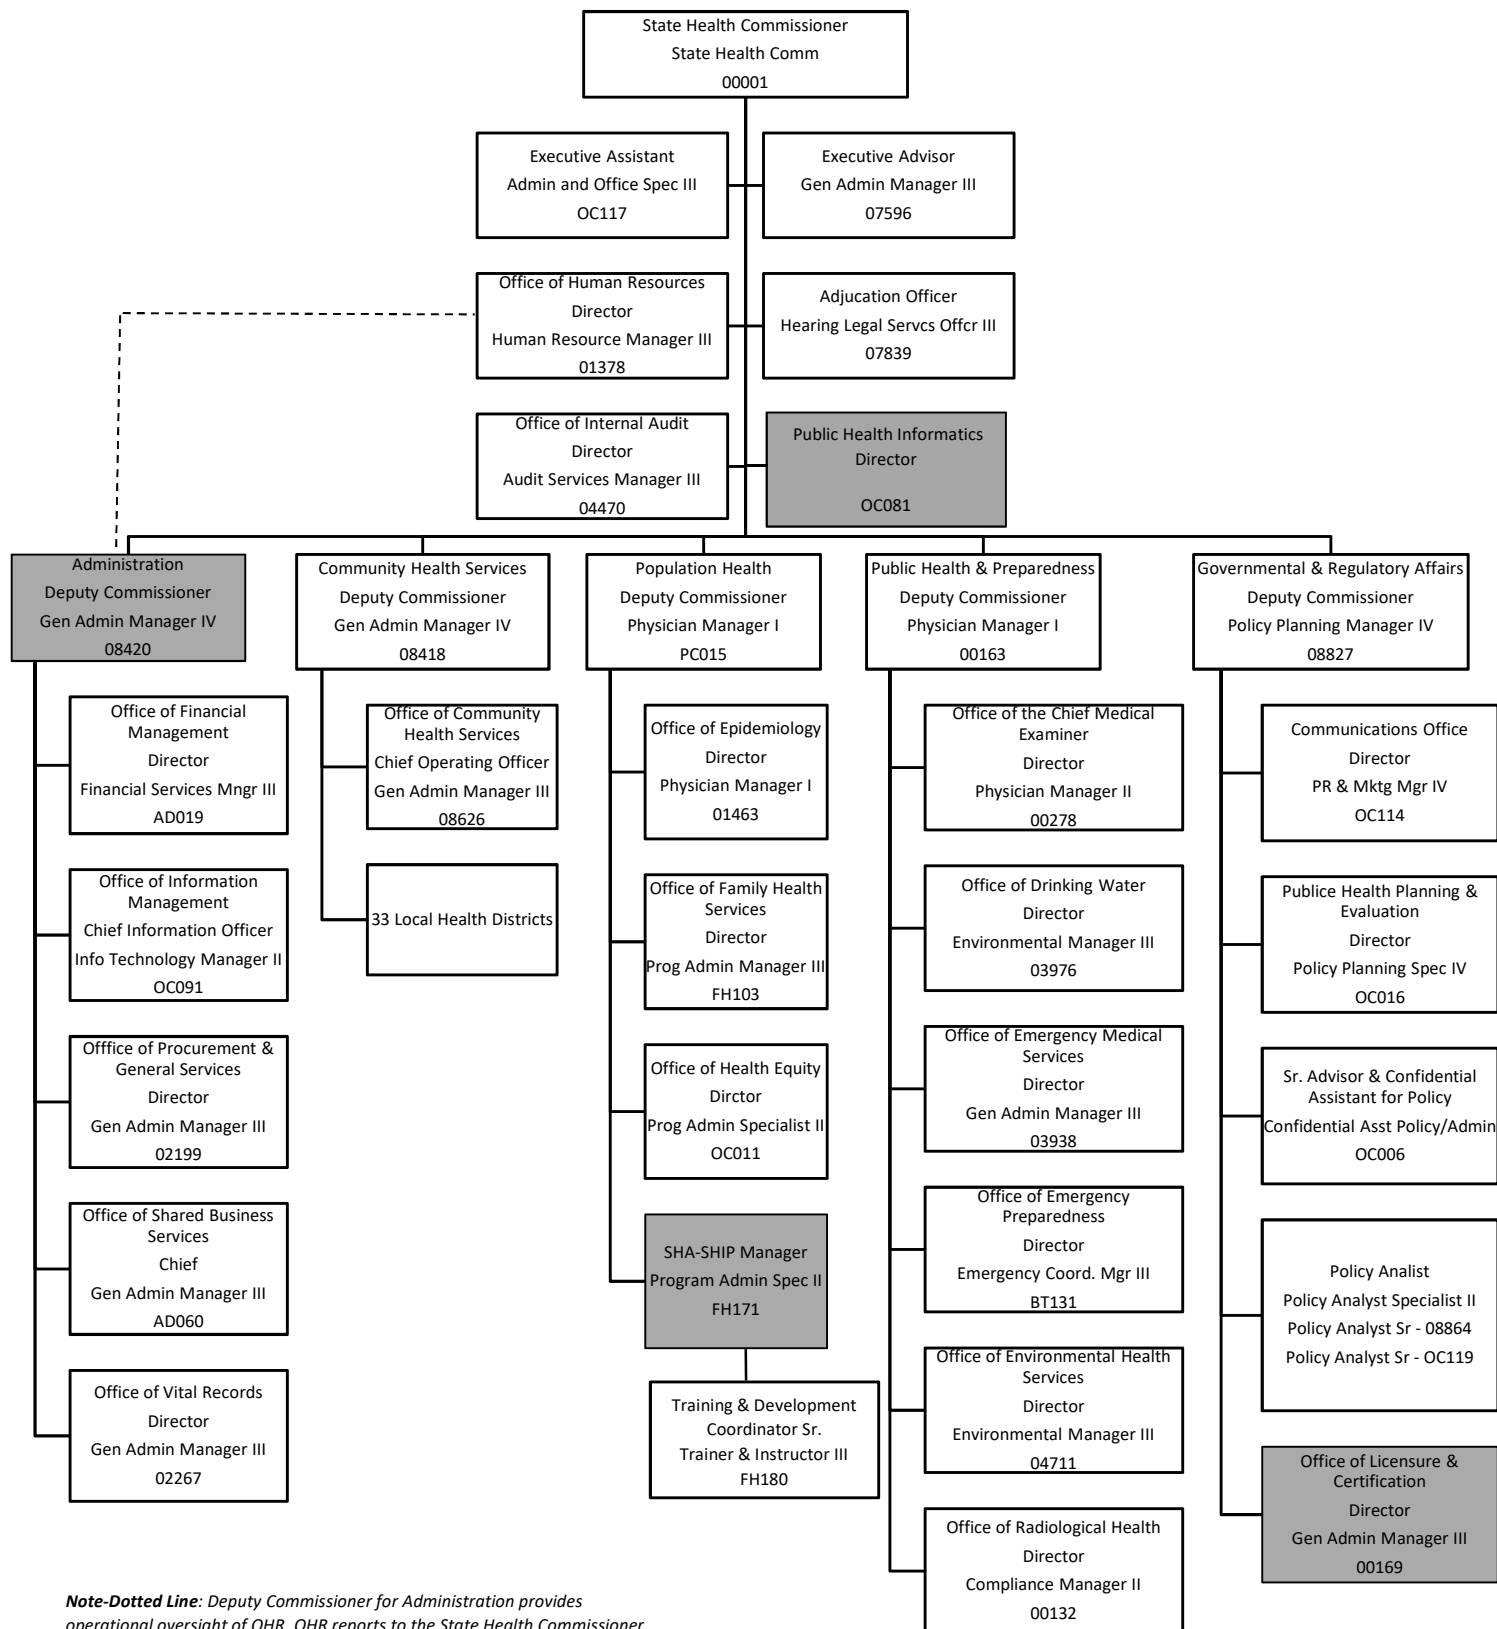 State Health Commissioner
State Health Comm
00001
Executive Assistant
Admin and Office Spec III
OC117
Executive Advisor
Gen Admin Manager III
07596
Office of Human Resources
Director
Human Resource Manager III
01378
Adjucation Officer
Hearing Legal Servcs Offcr III
07839
Office of Internal Audit
Director
Audit Services Manager III
04470
Public Health Informatics
Director
OC081
Administration
Deputy Commissioner
Gen Admin Manager IV
08420
Community Health Services
Deputy Commissioner
Gen Admin Manager IV
08418
Population Health
Deputy Commissioner
Physician Manager I
PC015
Public Health & Preparedness
Deputy Commissioner
Physician Manager I
00163
Governmental & Regulatory Affairs
Deputy Commissioner
Policy Planning Manager IV
08827
Office of Financial
Management
Director
Financial Services Mngr III
AD019
Office of Information
Management
Chief Information Officer
Info Technology Manager II
OC091
Offfice of Procurement &
General Services
Director
Gen Admin Manager III
02199
Office of Shared Business
Services
Chief
Gen Admin Manager III
AD060
Office of Vital Records
Director
Gen Admin Manager III
02267
Office of Community
Health Services
Chief Operating Officer
Gen Admin Manager III
08626
33 Local Health Districts
Office of Epidemiology
Director
Physician Manager I
01463
Office of Family Health
Services
Director
Prog Admin Manager III
FH103
Office of Health Equity
Dirctor
Prog Admin Specialist II
OC011
SHA-SHIP Manager
Program Admin Spec II
FH171
Training & Development
Coordinator Sr.
Trainer & Instructor III
FH180
Office of the Chief Medical
Examiner
Director
Physician Manager II
00278
Office of Drinking Water
Director
Environmental Manager III
03976
Office of Emergency Medical
Services
Director
Gen Admin Manager III
03938
Office of Emergency
Preparedness
Director
Emergency Coord. Mgr III
BT131
Office of Environmental Health
Services
Director
Environmental Manager III
04711
Office of Radiological Health
Director
Compliance Manager II
00132
Communications Office
Director
PR & Mktg Mgr IV
OC114
Publice Health Planning &
Evaluation
Director
Policy Planning Spec IV
OC016
Sr. Advisor & Confidential
Assistant for Policy
Confidential Asst Policy/Admin
OC006
Policy Analist
Policy Analyst Specialist II
Policy Analyst Sr - 08864
Policy Analyst Sr - OC119
Office of Licensure &
Certification
Director
Gen Admin Manager III
00169
Note-Dotted Line: Deputy Commissioner for Administration provides
operational oversight of OHR. OHR reports to the State Health Commissioner